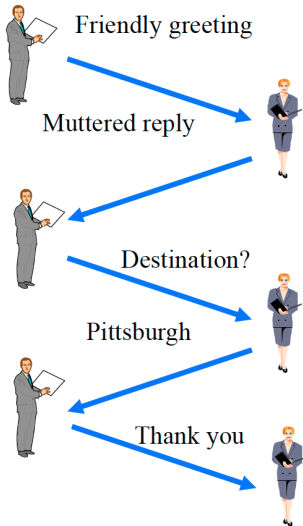 Friendly greeting
Muttered reply
Destination?
Pittsburgh
Thank you